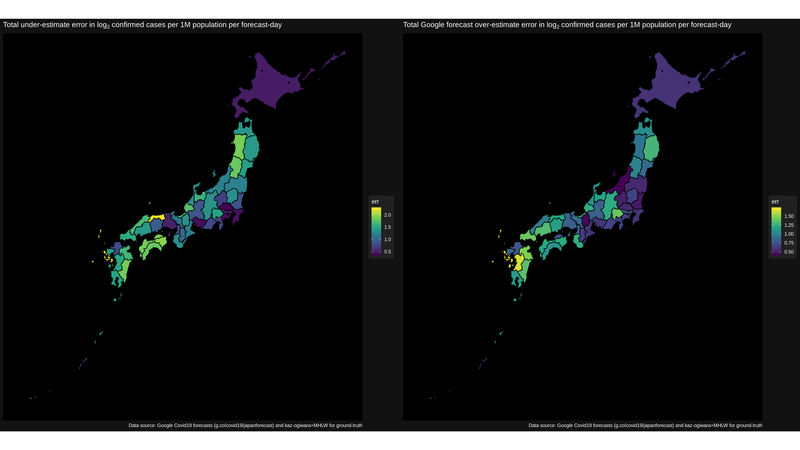 Total under-estimate error in log₂ confirmed cases per 1M population per forecast-day
err
2.0
1.5
1.0
0.5
Data source: Google Covid19 forecasts (g.co/covid19/japanforecast) and kaz-ogiwara+MHLW for ground-truth
Total Google forecast over-estimate error in log₂ confirmed cases per 1M population per forecast-day
err
1.50
1.25
1.00
0.75
0.50
Data source: Google Covid19 forecasts (g.co/covid19/japanforecast) and kaz-ogiwara+MHLW for ground-truth